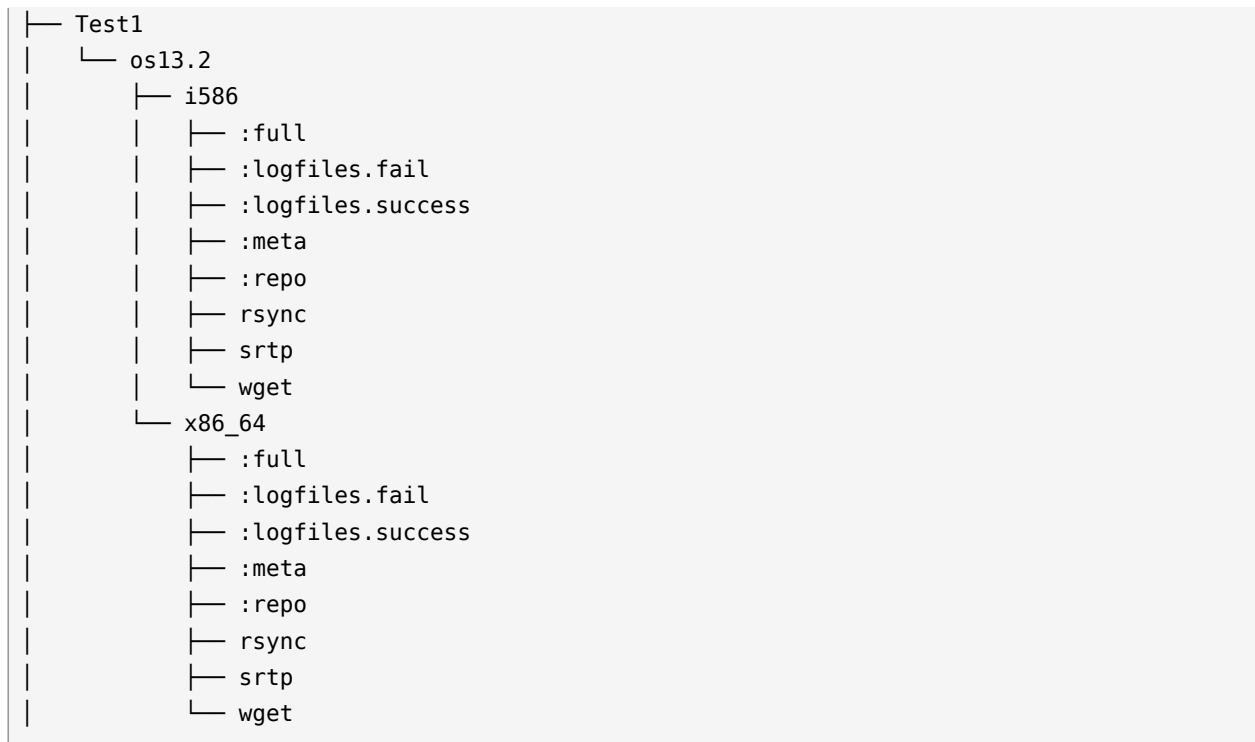 ├── Test1
│   └── os13.2
│       ├── i586
│       │   ├── :full
│       │   ├── :logfiles.fail
│       │   ├── :logfiles.success
│       │   ├── :meta
│       │   ├── :repo
│       │   ├── rsync
│       │   ├── srtp
│       │   └── wget
│       └── x86_64
│           ├── :full
│           ├── :logfiles.fail
│           ├── :logfiles.success
│           ├── :meta
│           ├── :repo
│           ├── rsync
│           ├── srtp
│           └── wget